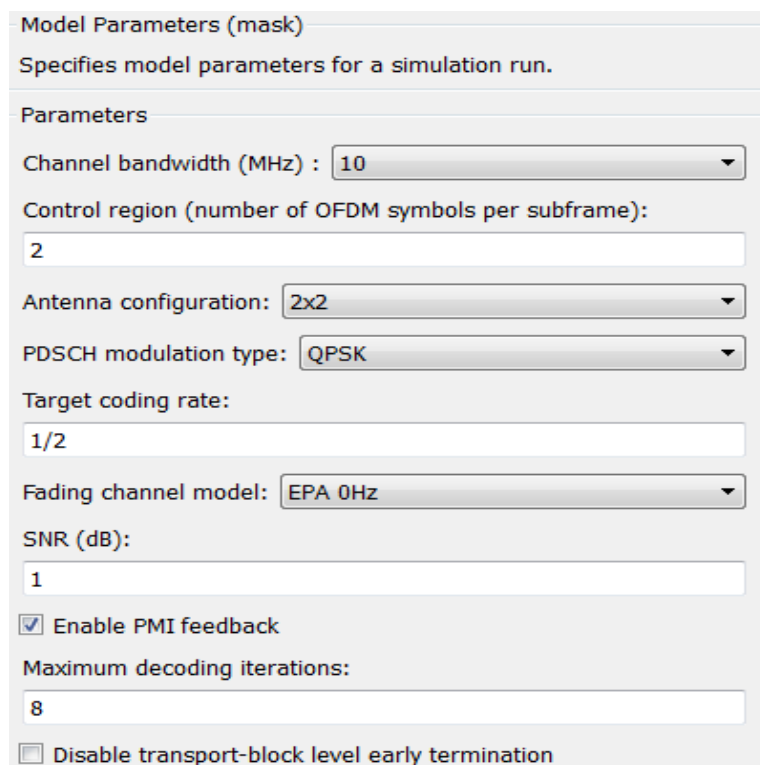 Model Parameters (mask)
Specifies model parameters for a simulation run.
Parameters
Channel bandwidth (MHz) : 10
Control region (number of OFDM symbols per subframe):
2
Antenna configuration: 2x2
PDSCH modulation type: QPSK
Target coding rate:
1/2
Fading channel model: EPA 0Hz
SNR (dB):
1
Enable PMI feedback
Maximum decoding iterations:
8
Disable transport-block level early termination